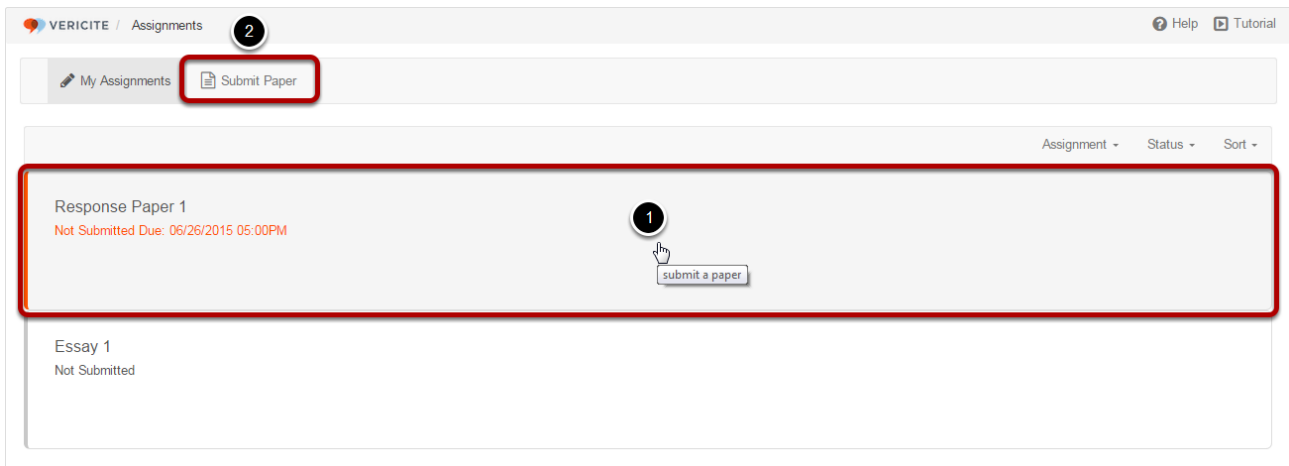 VERICITE / Assignments 2 Help Tutorial
My Assignments Submit Paper
Assignment Status Sort
Response Paper 1
Not Submitted Due: 06/26/2015 05:00PM
1
submit a paper
Essay 1
Not Submitted